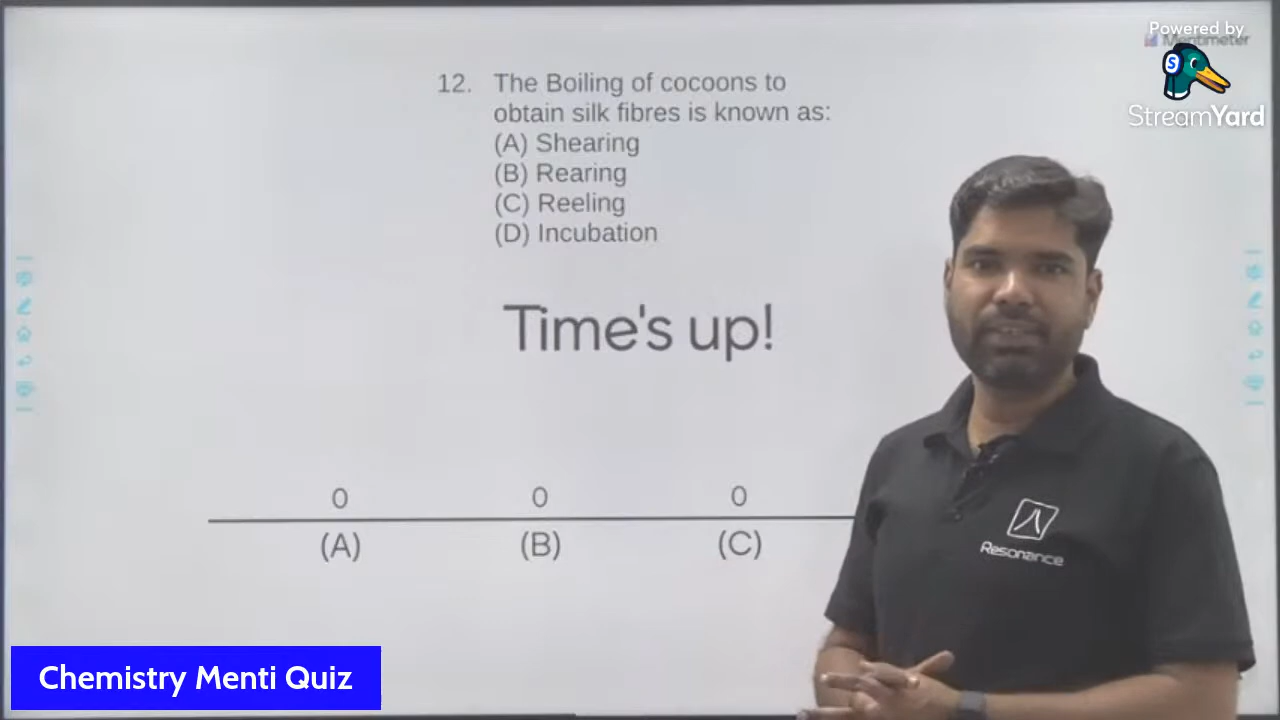 Powered by
Mentimeter
StreamYard
12. The Boiling of cocoons to
obtain silk fibres is known as:
(A) Shearing
(B) Rearing
(C) Reeling
(D) Incubation
Time's up!
0 0 0
(A) (B) (C)
Resonance
Chemistry Menti Quiz